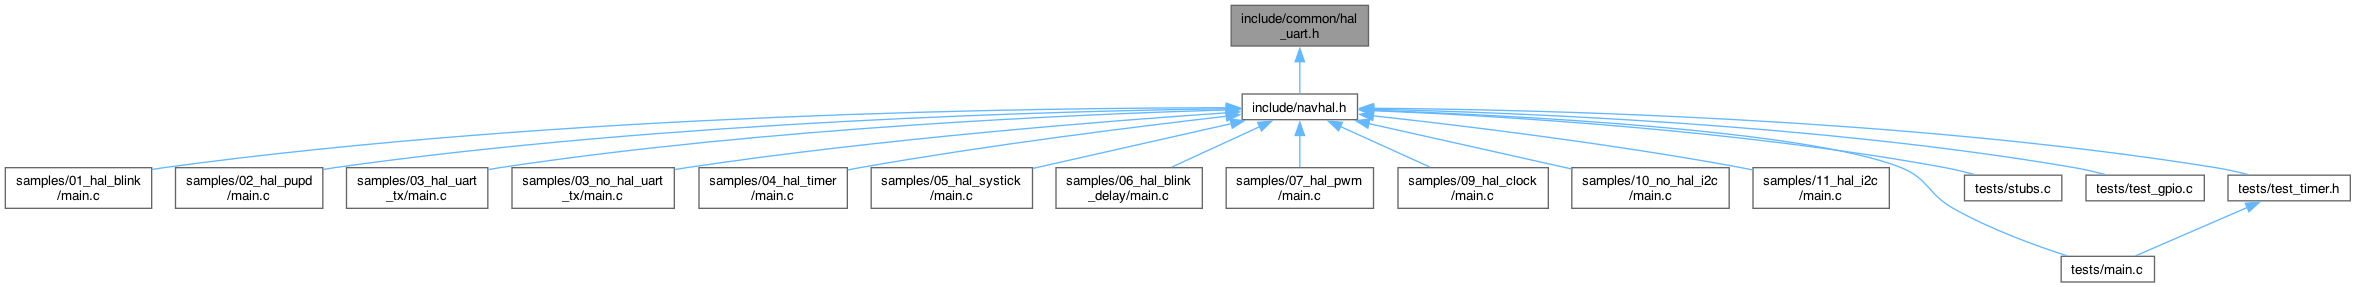 include/common/hal
_uart.h
include/navhal.h
samples/01_hal_blink
/main.c
samples/02_hal_pupd
/main.c
samples/03_hal_uart
_tx/main.c
samples/03_no_hal_uart
_tx/main.c
samples/04_hal_timer
/main.c
samples/05_hal_systick
/main.c
samples/06_hal_blink
_delay/main.c
samples/07_hal_pwm
/main.c
samples/09_hal_clock
/main.c
samples/10_no_hal_i2c
/main.c
samples/11_hal_i2c
/main.c
tests/stubs.c
tests/test_gpio.c
tests/test_timer.h
tests/main.c